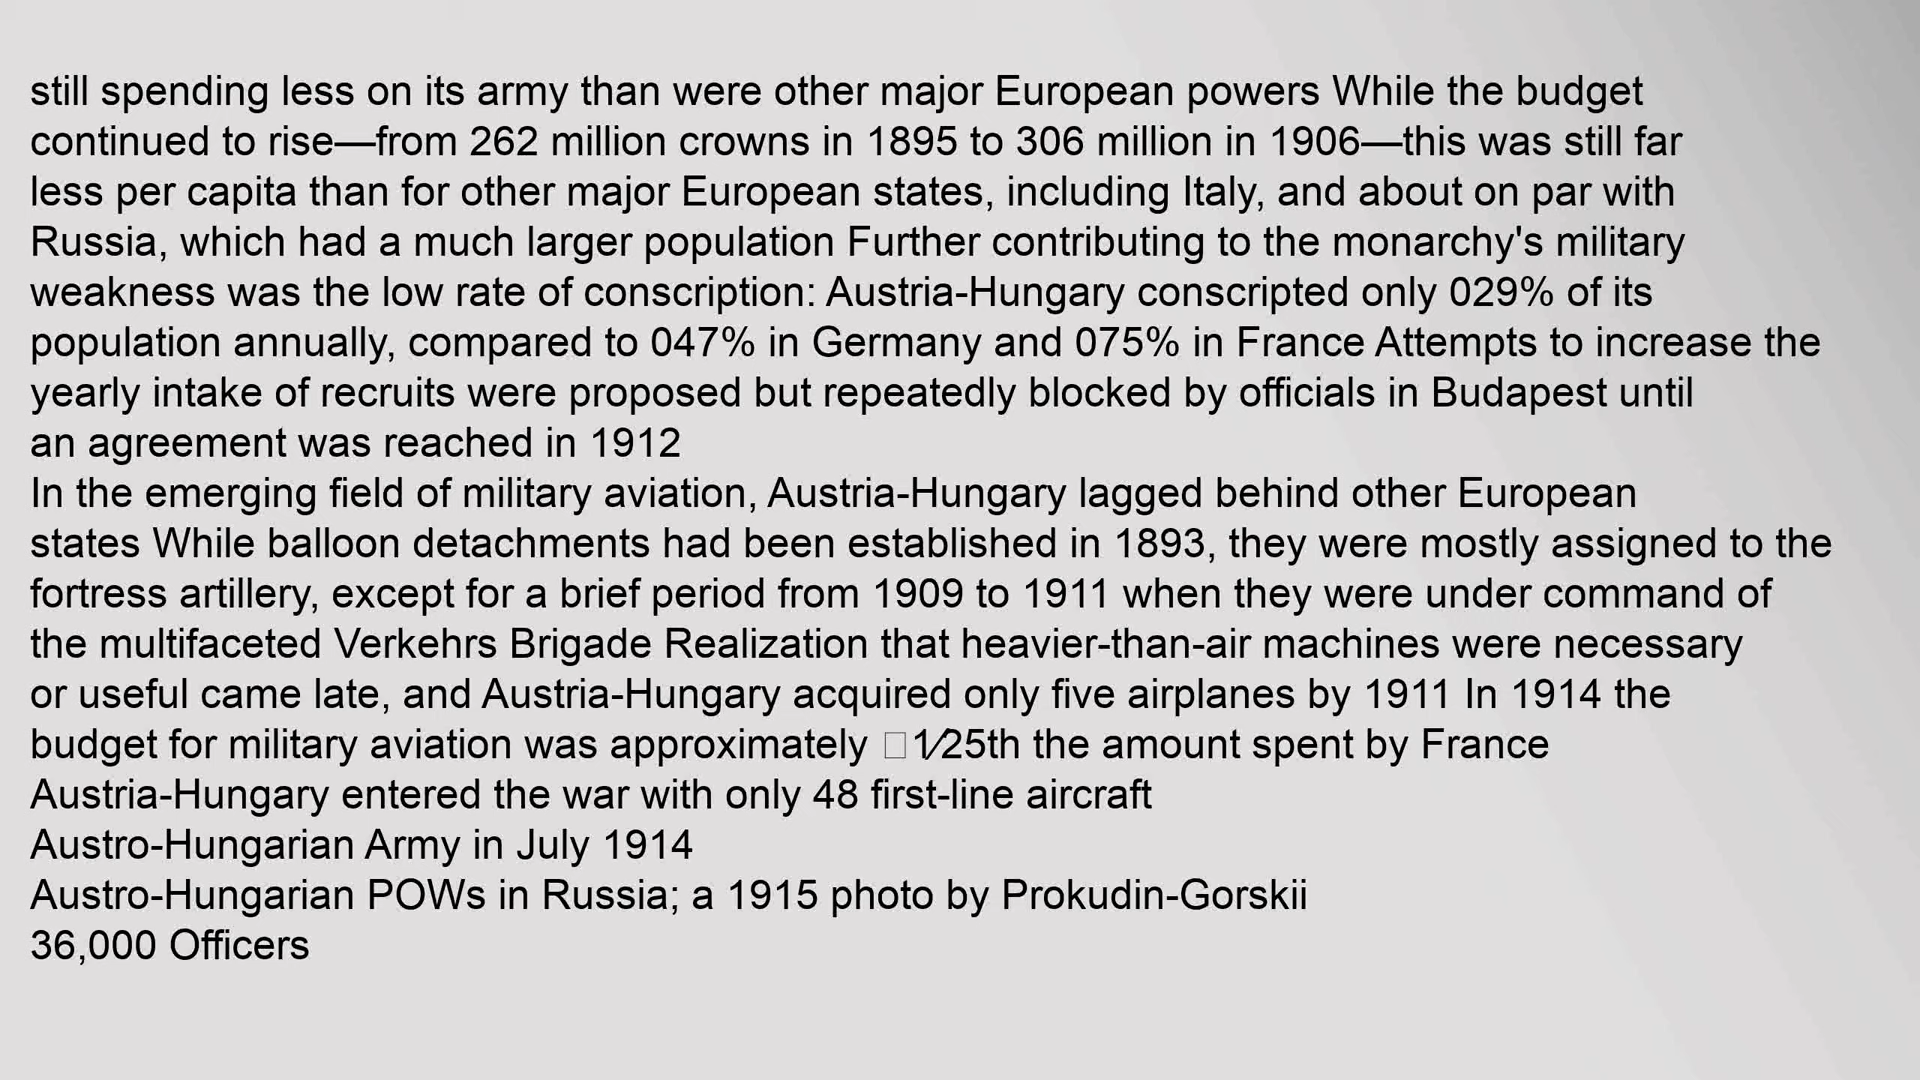 still spending less on its army than were other major European powers While the budget
continued to rise—from 262 million crowns in 1895 to 306 million in 1906—this was still far
less per capita than for other major European states, including Italy, and about on par with
Russia, which had a much larger population Further contributing to the monarchy's military
weakness was the low rate of conscription: Austria-Hungary conscripted only 029% of its
population annually, compared to 047% in Germany and 075% in France Attempts to increase the
yearly intake of recruits were proposed but repeatedly blocked by officials in Budapest until
an agreement was reached in 1912
In the emerging field of military aviation, Austria-Hungary lagged behind other European
states While balloon detachments had been established in 1893, they were mostly assigned to the
fortress artillery, except for a brief period from 1909 to 1911 when they were under command of
the multifaceted Verkehrs Brigade Realization that heavier-than-air machines were necessary
or useful came late, and Austria-Hungary acquired only five airplanes by 1911 In 1914 the
budget for military aviation was approximately □1⁄25th the amount spent by France
Austria-Hungary entered the war with only 48 first-line aircraft
Austro-Hungarian Army in July 1914
Austro-Hungarian POWs in Russia; a 1915 photo by Prokudin-Gorskii
36,000 Officers